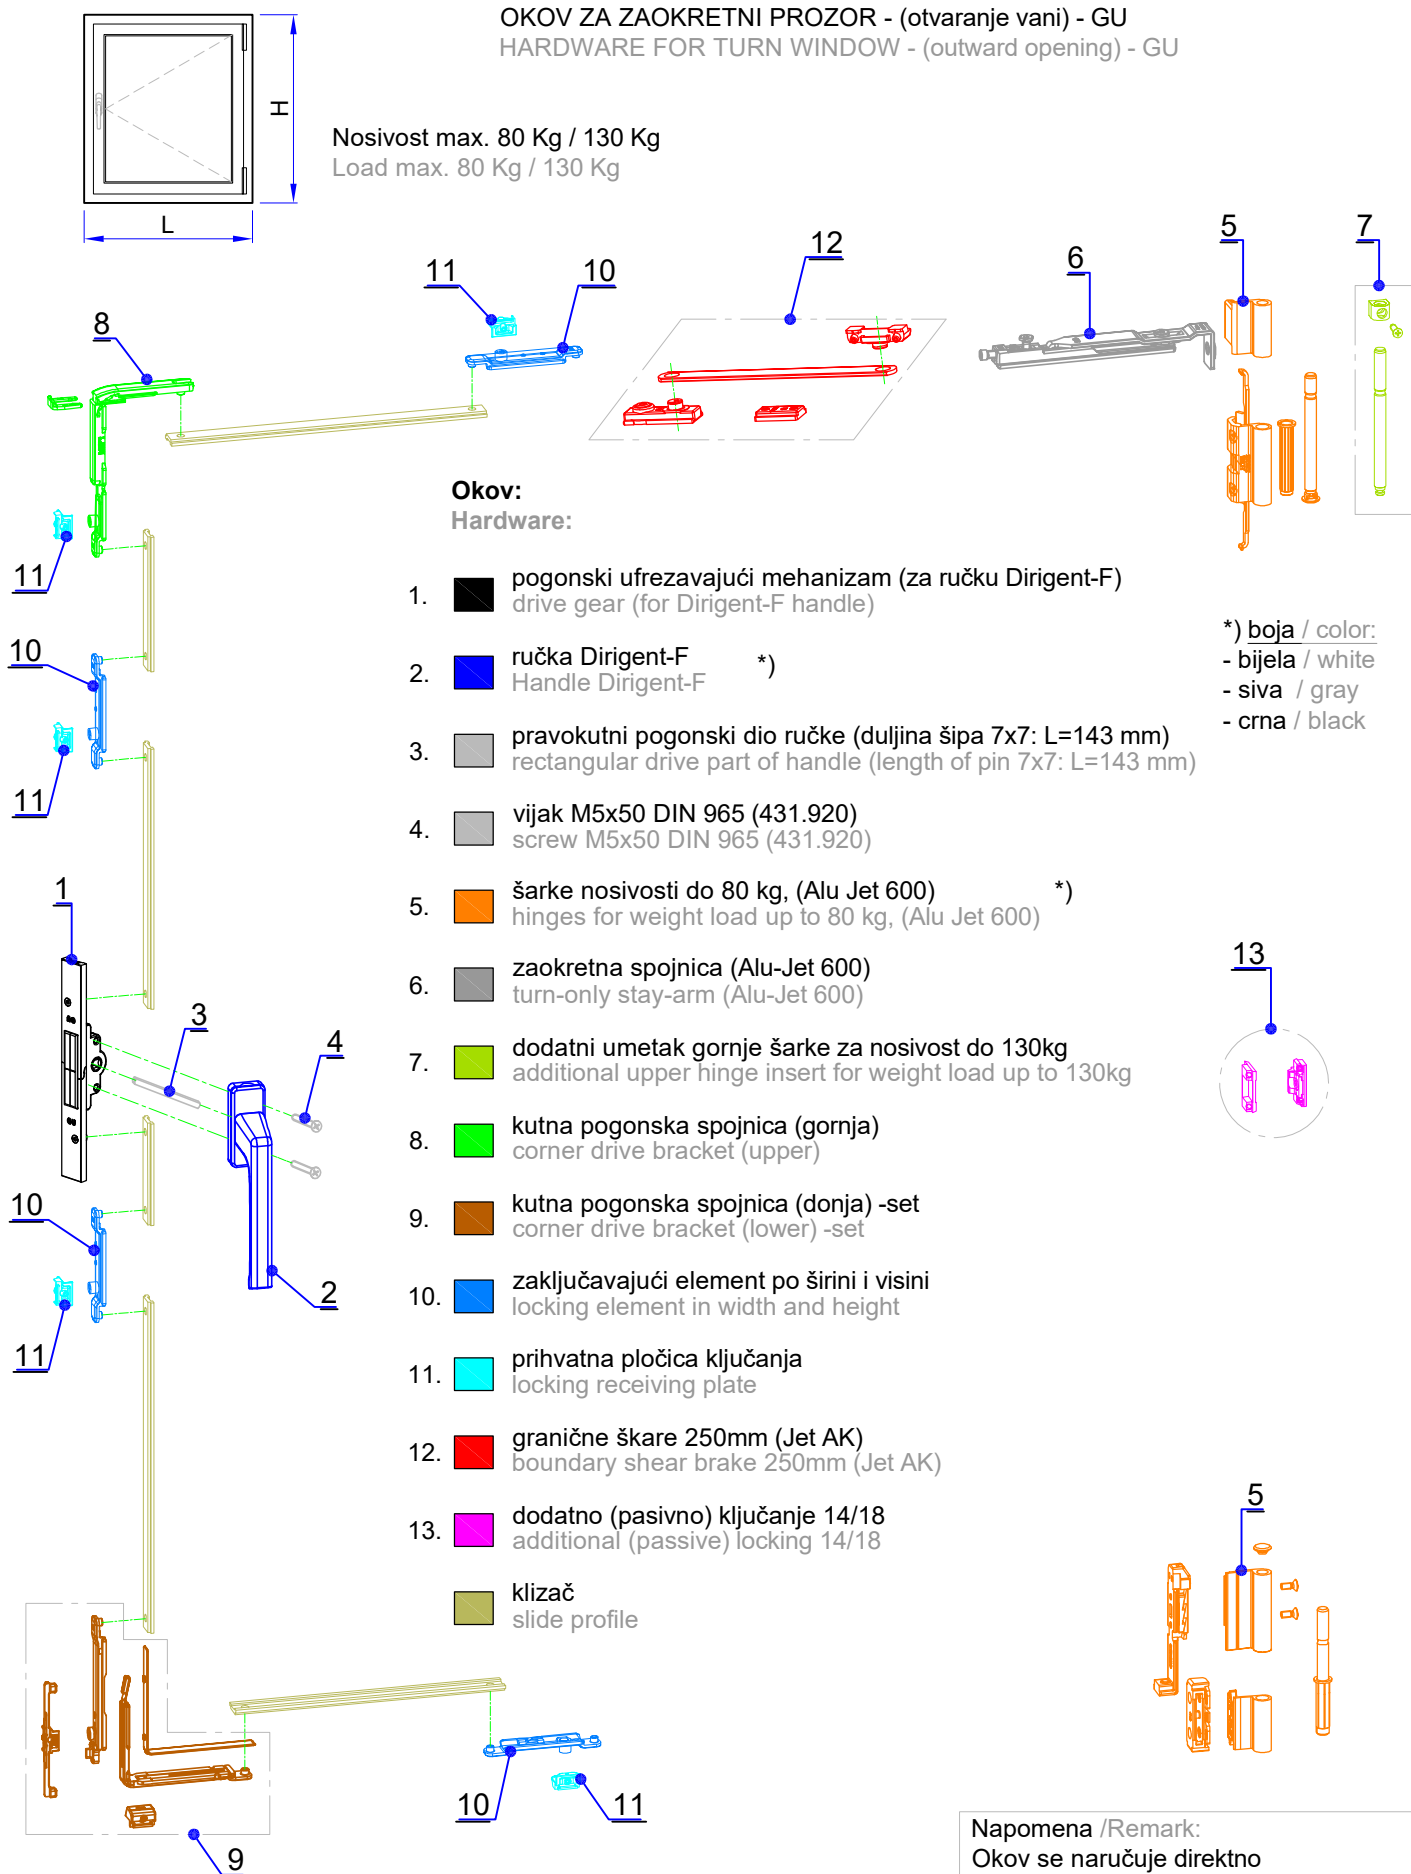 OKOV ZA ZAOKRETNI PROZOR - (otvaranje vani) - GU
HARDWARE FOR TURN WINDOW - (outward opening) - GU
H
L
Nosivost max. 80 Kg / 130 Kg
Load max. 80 Kg / 130 Kg
5
7
12
6
11
10
8
11
10
11
1
3
4
10
2
11
Okov:
Hardware:
1. pogonski ufrezavajući mehanizam (za ručku Dirigent-F)
drive gear (for Dirigent-F handle)
2. ručka Dirigent-F *)
Handle Dirigent-F
3. pravokutni pogonski dio ručke (duljina šipa 7x7: L=143 mm)
rectangular drive part of handle (length of pin 7x7: L=143 mm)
4. vijak M5x50 DIN 965 (431.920)
screw M5x50 DIN 965 (431.920)
5. šarke nosivosti do 80 kg, (Alu Jet 600) *)
hinges for weight load up to 80 kg, (Alu Jet 600)
6. zaokretna spojnica (Alu-Jet 600)
turn-only stay-arm (Alu-Jet 600)
7. dodatni umetak gornje šarke za nosivost do 130kg
additional upper hinge insert for weight load up to 130kg
8. kutna pogonska spojnica (gornja)
corner drive bracket (upper)
9. kutna pogonska spojnica (donja) -set
corner drive bracket (lower) -set
10. zaključavajući element po širini i visini
locking element in width and height
11. prihvatna pločica ključanja
locking receiving plate
12. granične škare 250mm (Jet AK)
boundary shear brake 250mm (Jet AK)
13. dodatno (pasivno) ključanje 14/18
additional (passive) locking 14/18
klizač
slide profile
*) boja / color:
- bijela / white
- siva / gray
- crna / black
13
5
10
11
9
Napomena /Remark:
Okov se naručuje direktno